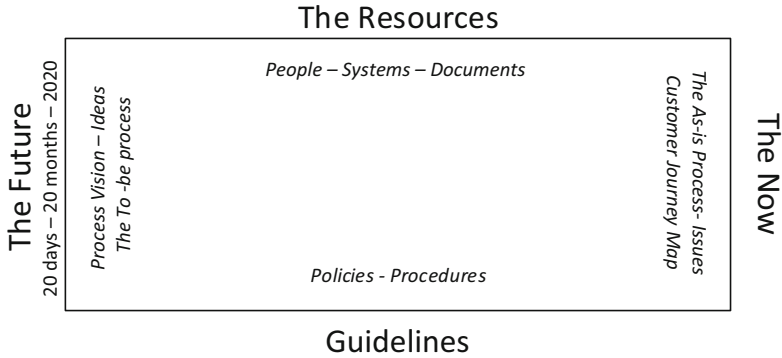 The Resources
People – Systems – Documents
The Future
20 days – 20 months – 2020
Process Vision – Ideas
The To -be process
The As-is Process- Issues
Customer Journey Map
The Now
Policies - Procedures
Guidelines